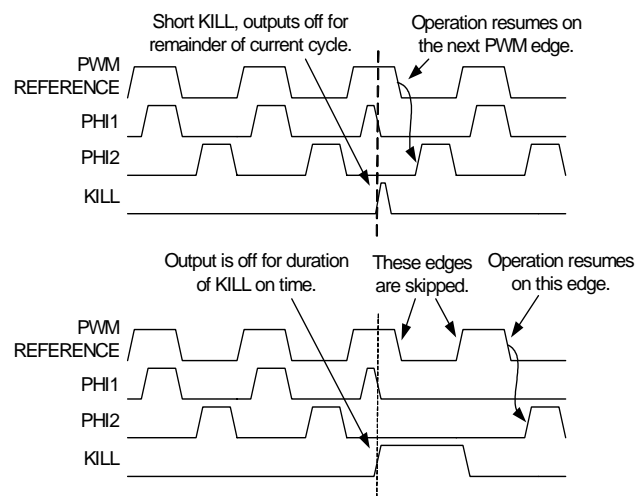 Short KILL, outputs off for
remainder of current cycle.
Operation resumes on
the next PWM edge.
PWM
REFERENCE
PHI1
PHI2
KILL
Output is off for duration
of KILL on time.
These edges
are skipped.
Operation resumes
on this edge.
PWM
REFERENCE
PHI1
PHI2
KILL